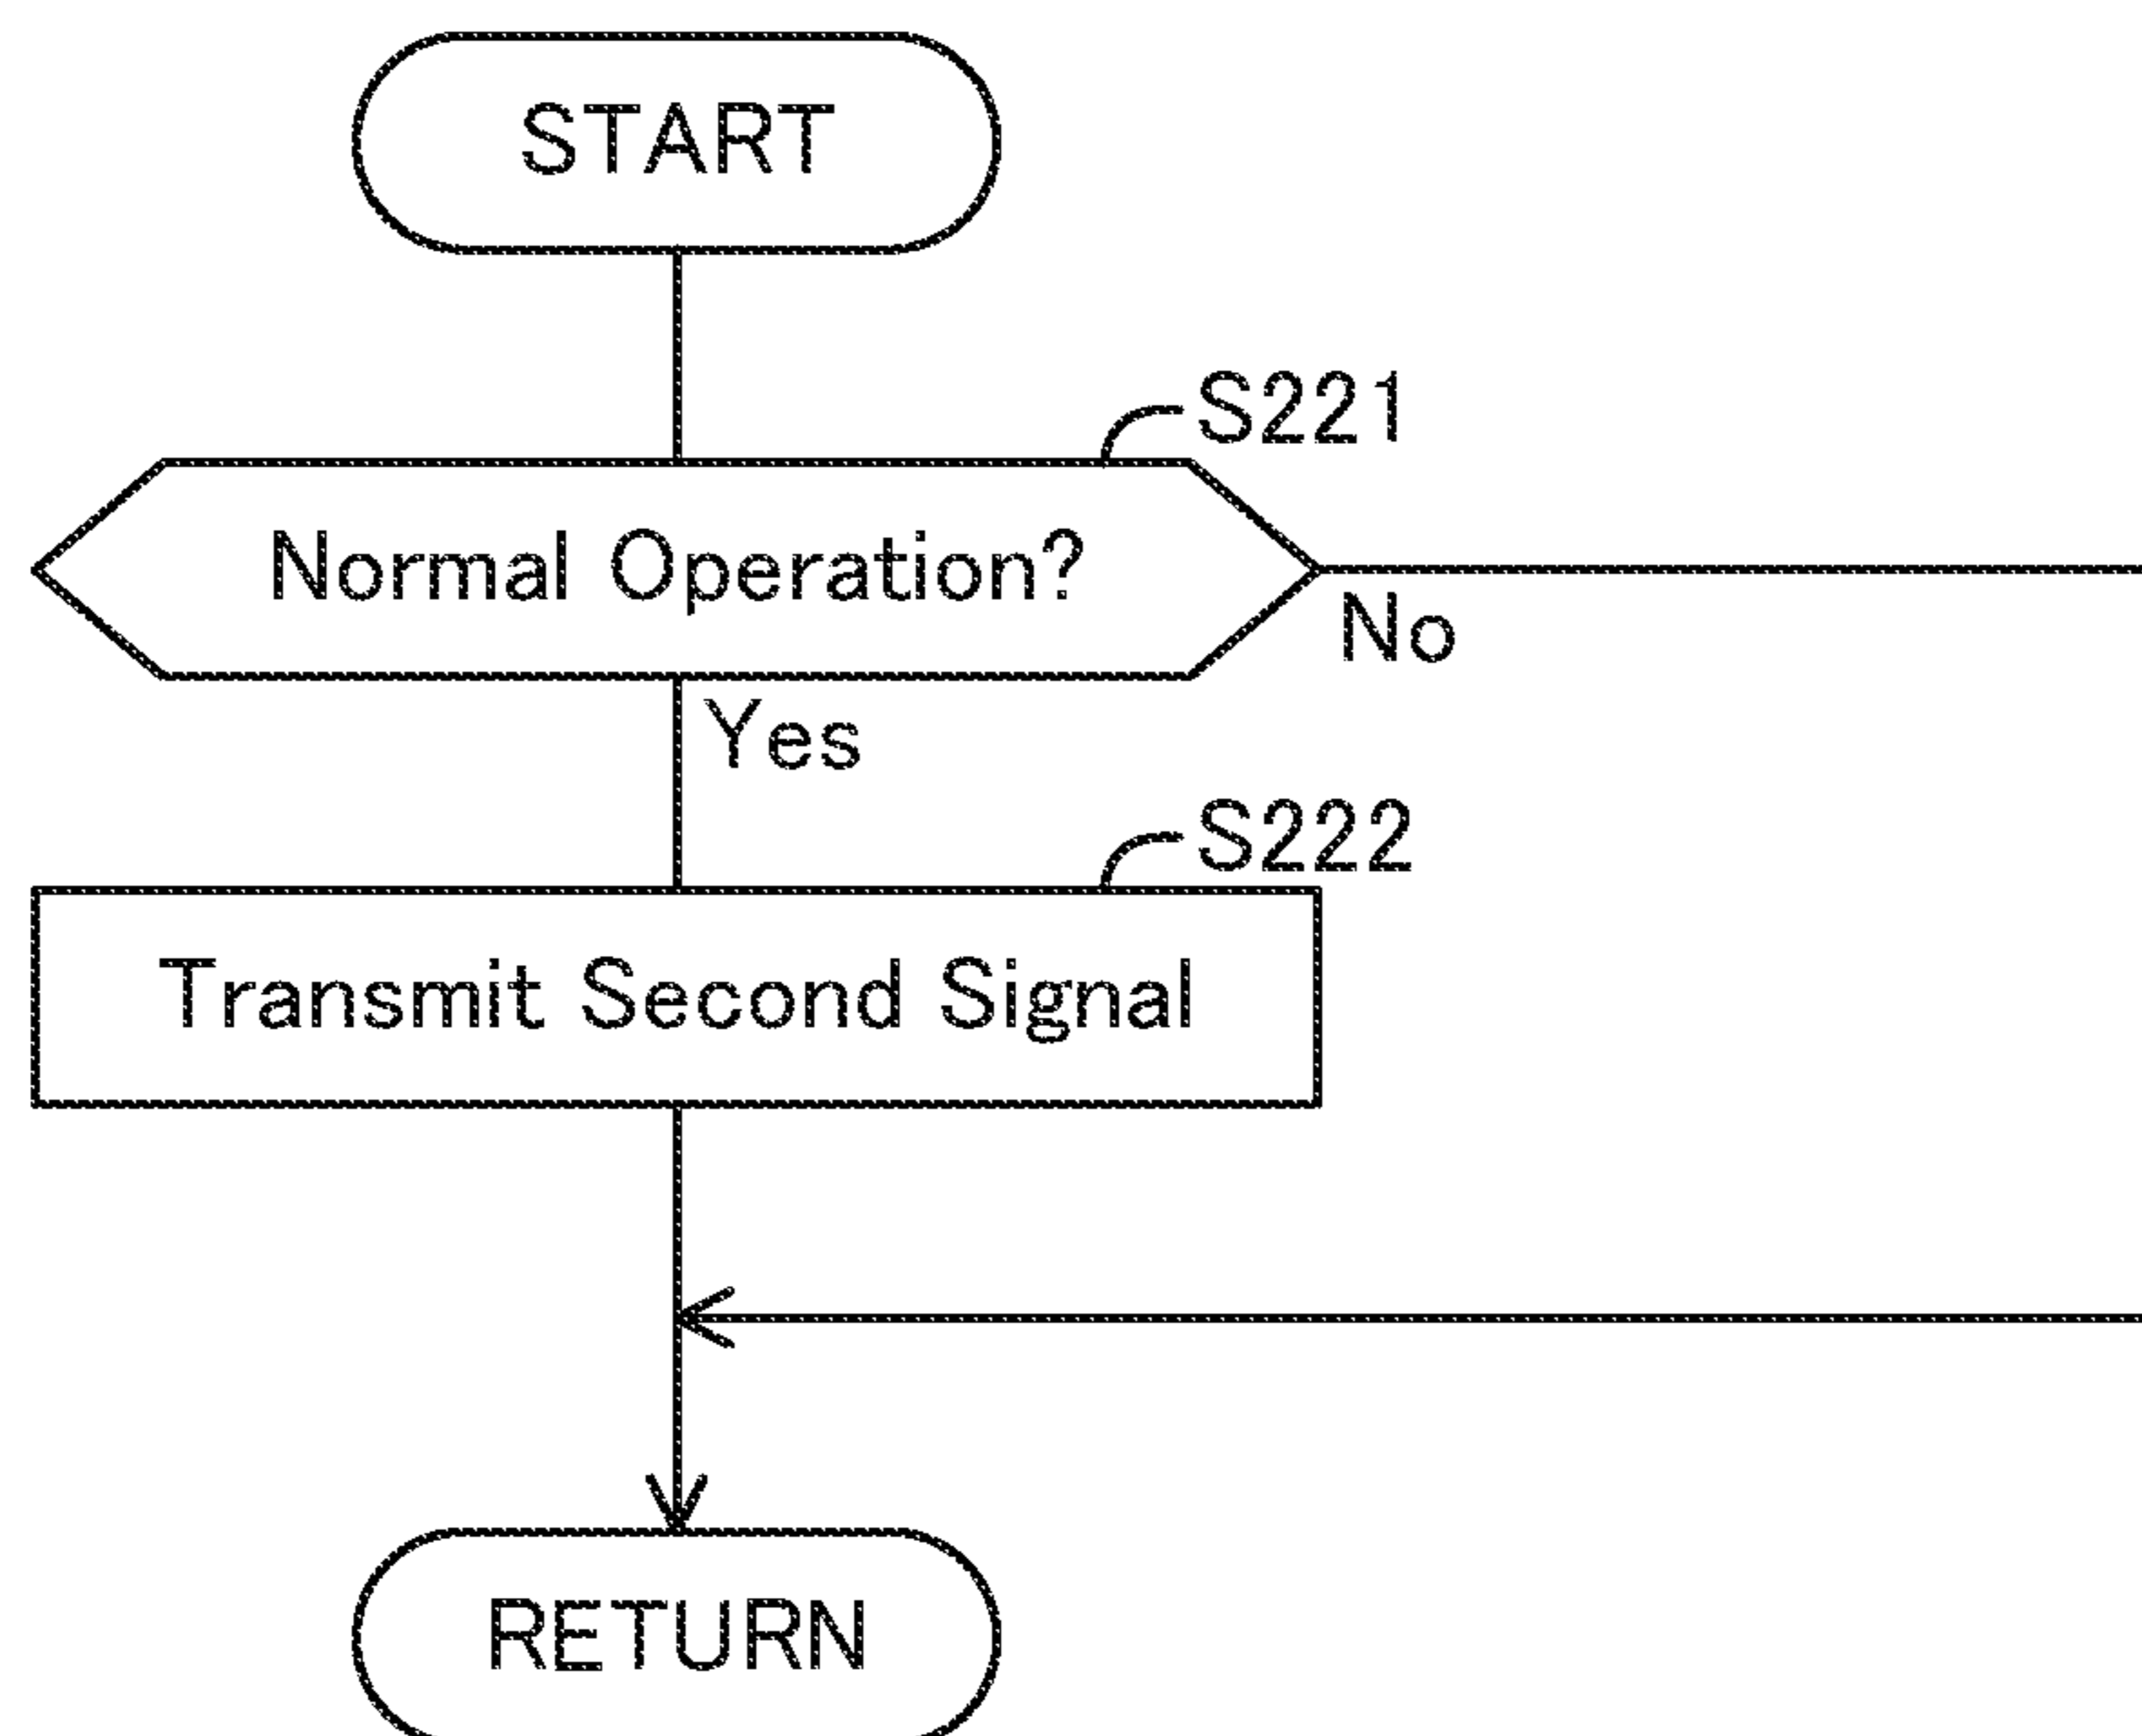 START
S221
Normal Operation?
No
Yes
S222
Transmit Second Signal
RETURN